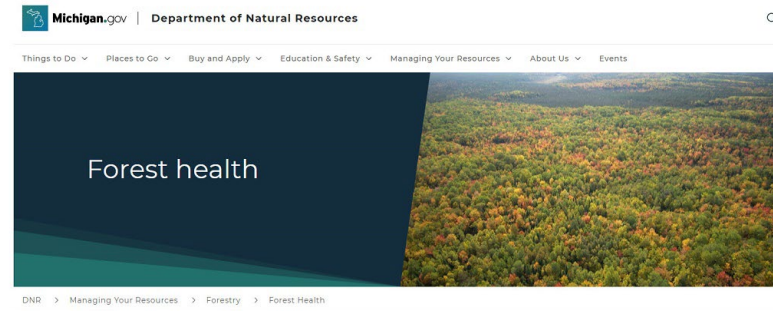 Michigan.gov | Department of Natural Resources
Things to Do Places to Go Buy and Apply Education & Safety Managing Your Resources About Us Events
Forest health
DNR > Managing Your Resources > Forestry > Forest Health